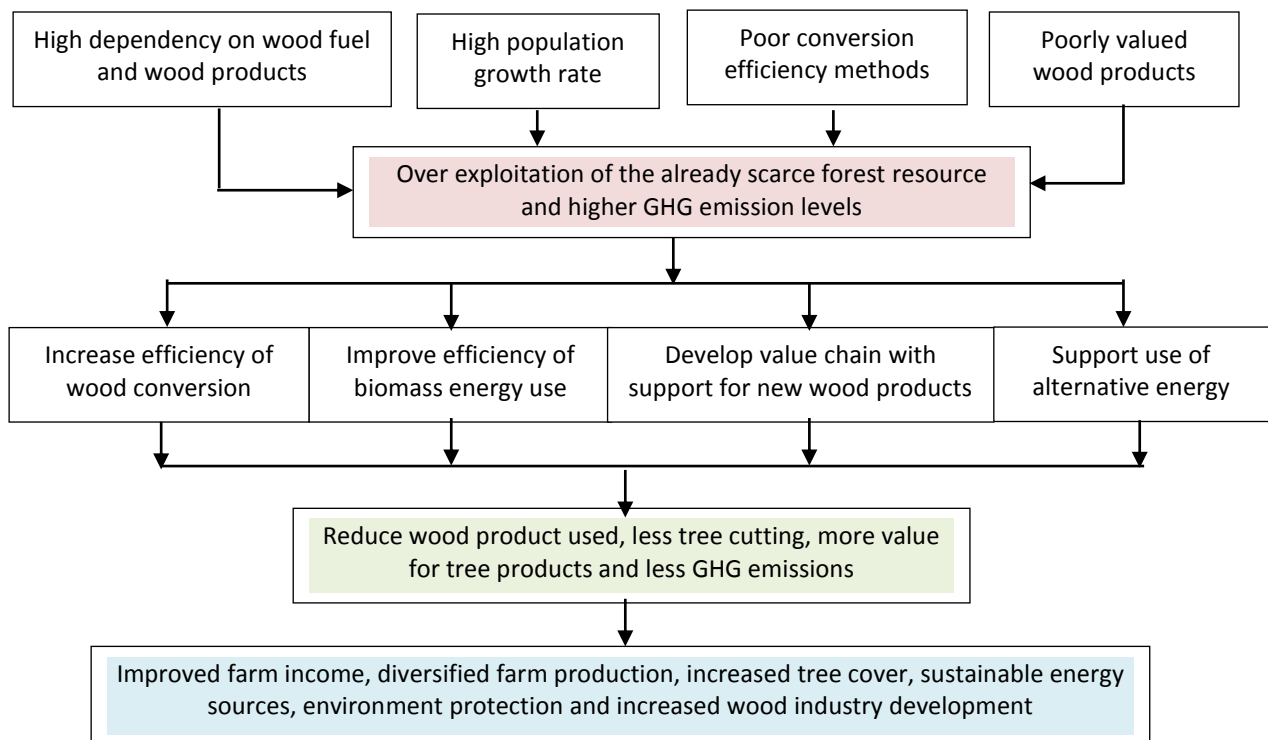 High dependency on wood fuel
and wood products
High population
growth rate
Poor conversion
efficiency methods
Poorly valued
wood products
Over exploitation of the already scarce forest resource
and higher GHG emission levels
Increase efficiency of
wood conversion
Improve efficiency of
biomass energy use
Develop value chain with
support for new wood products
Support use of
alternative energy
Reduce wood product used, less tree cutting, more value
for tree products and less GHG emissions
Improved farm income, diversified farm production, increased tree cover, sustainable energy
sources, environment protection and increased wood industry development